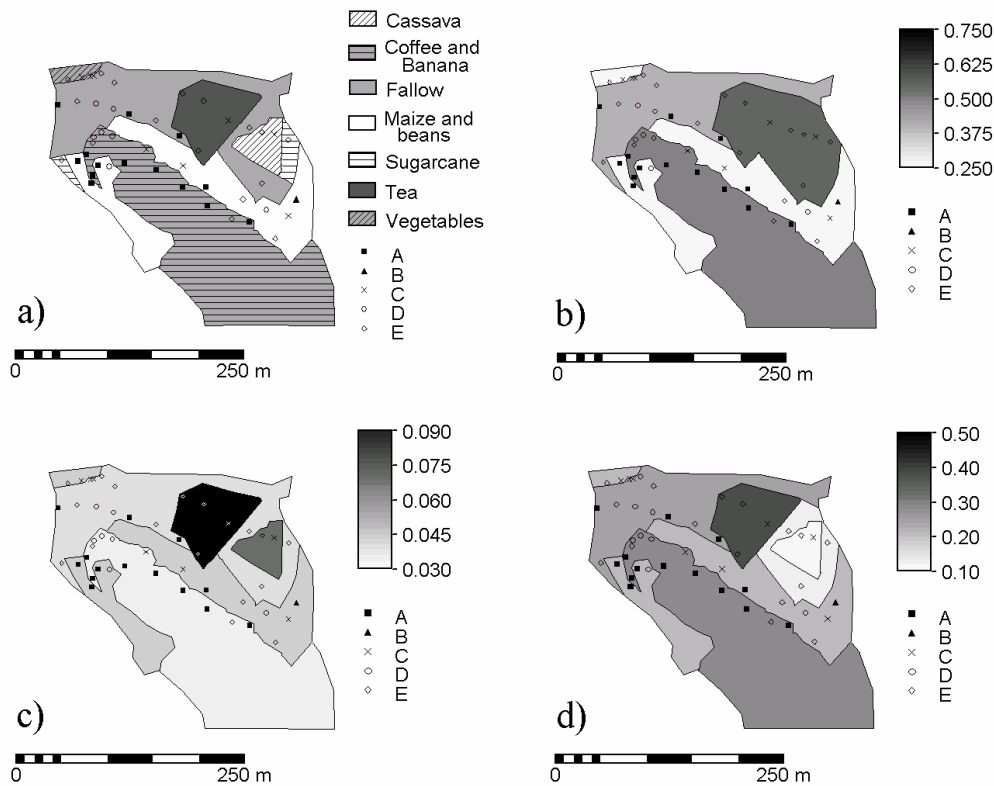 Cassava
Coffee and
Banana
Fallow
Maize and
beans
Sugarcane
Tea
Vegetables
A
B
C
D
E
a)
0 250 m
0.750
0.625
0.500
0.375
0.250
A
B
C
D
E
b)
0 250 m
0.090
0.075
0.060
0.045
0.030
A
B
C
D
E
c)
0 250 m
0.50
0.40
0.30
0.20
0.10
A
B
C
D
E
d)
0 250 m